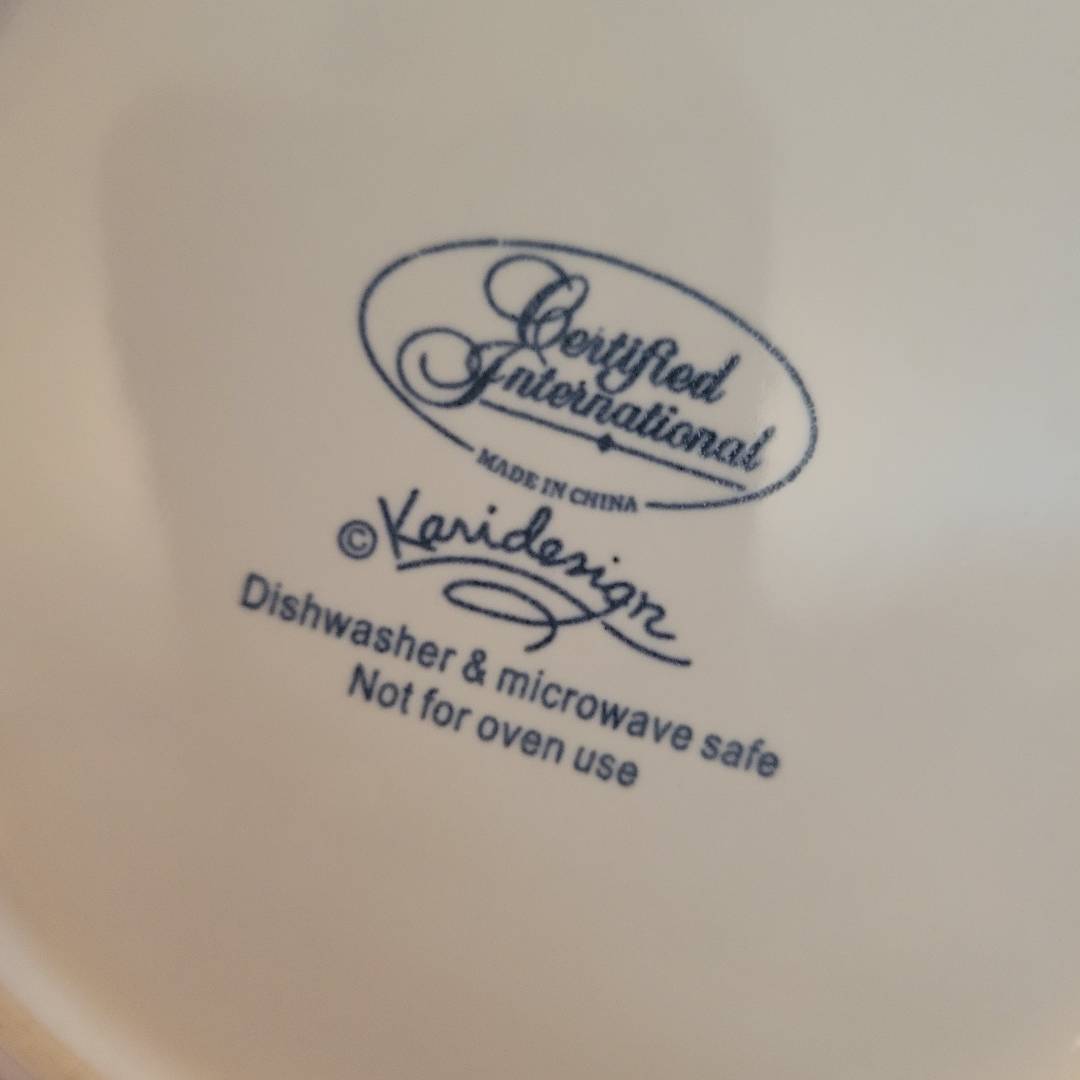 Certified
International
MADE IN CHINA
© Karidesign
Dishwasher & microwave safe
Not for oven use